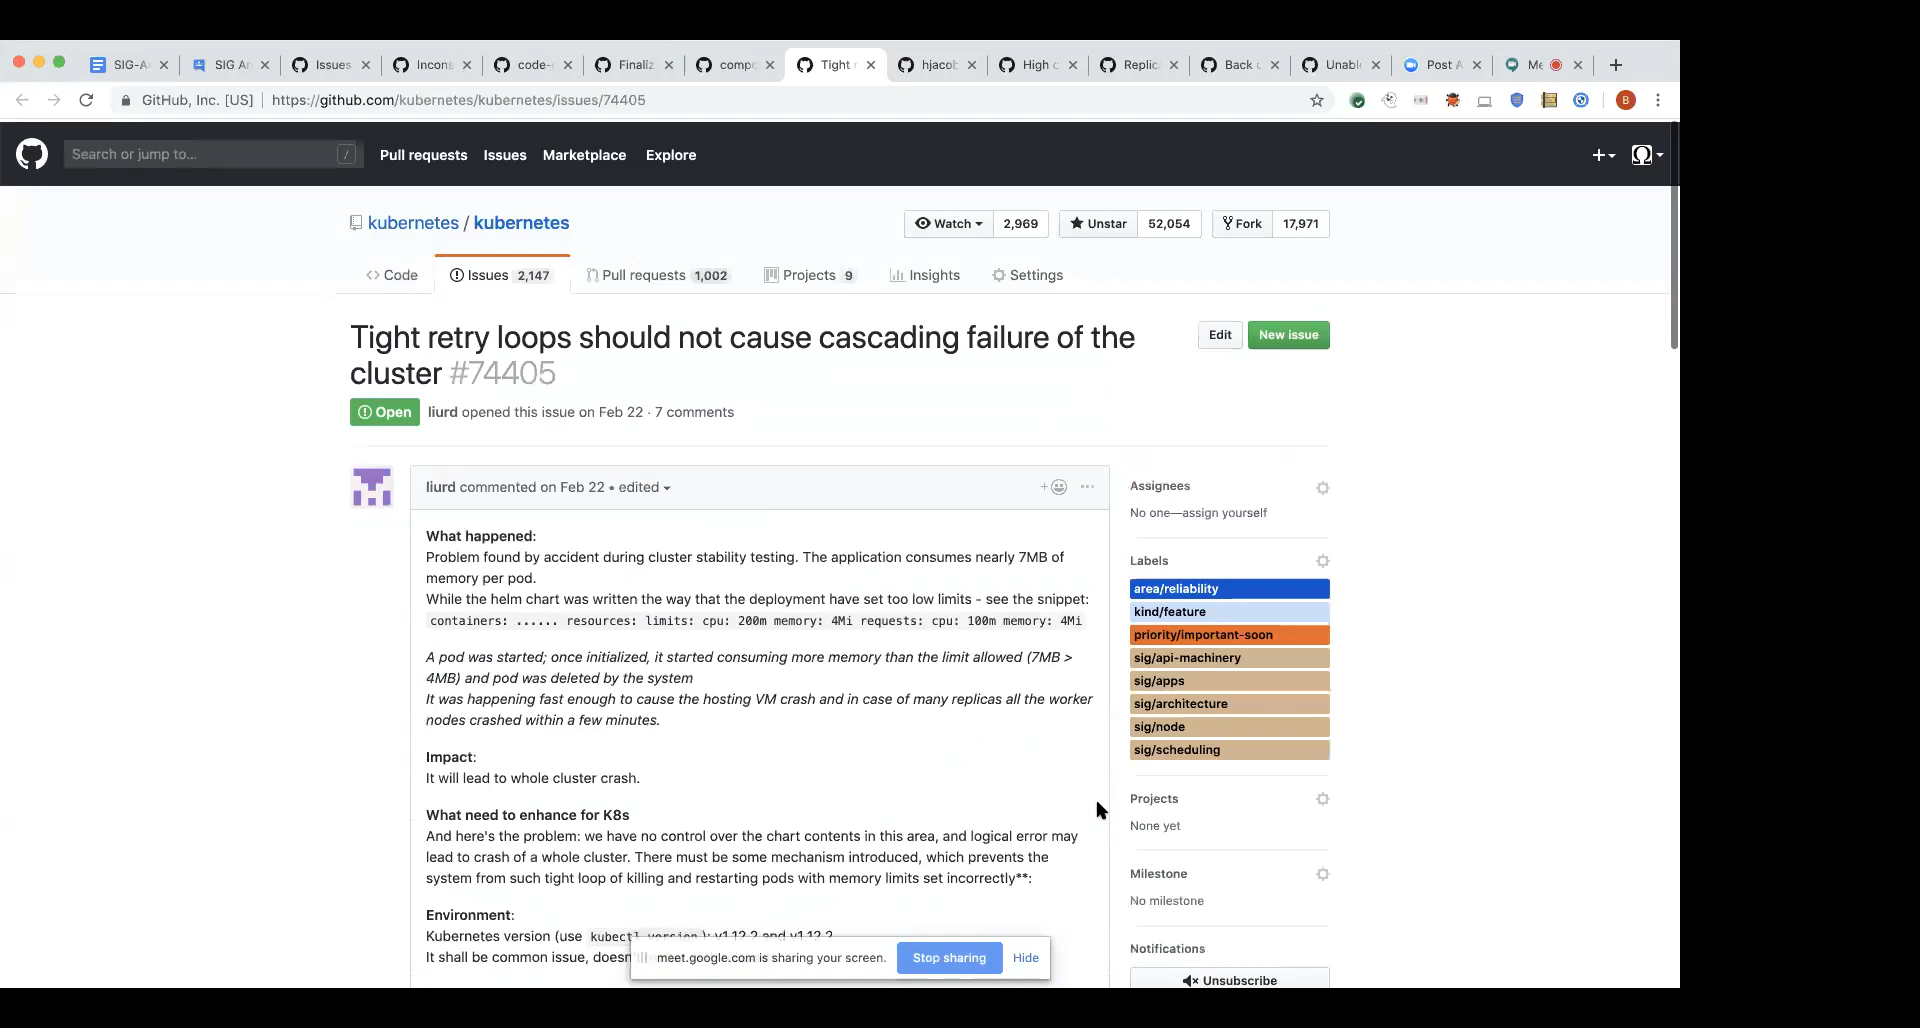 SIG-A
SIG Ar
Issues
Incons
code-
Finaliz
compo
Tight r
hjacob
High c
Replic
Back u
Unabl
Post A
Me
GitHub, Inc. [US] https://github.com/kubernetes/kubernetes/issues/74405
B
Search or jump to... /
Pull requests Issues Marketplace Explore
kubernetes / kubernetes
Watch 2,969 Unstar 52,054 Fork 17,971
Code Issues 2,147 Pull requests 1,002 Projects 9 Insights Settings
Tight retry loops should not cause cascading failure of the
cluster #74405
Edit New issue
Open liurd opened this issue on Feb 22 · 7 comments
liurd commented on Feb 22 • edited
What happened:
Problem found by accident during cluster stability testing. The application consumes nearly 7MB of
memory per pod.
While the helm chart was written the way that the deployment have set too low limits - see the snippet:
containers: ...... resources: limits: cpu: 200m memory: 4Mi requests: cpu: 100m memory: 4Mi
A pod was started; once initialized, it started consuming more memory than the limit allowed (7MB >
4MB) and pod was deleted by the system
It was happening fast enough to cause the hosting VM crash and in case of many replicas all the worker
nodes crashed within a few minutes.
Impact:
It will lead to whole cluster crash.
What need to enhance for K8s
And here's the problem: we have no control over the chart contents in this area, and logical error may
lead to crash of a whole cluster. There must be some mechanism introduced, which prevents the
system from such tight loop of killing and restarting pods with memory limits set incorrectly**:
Environment:
Kubernetes version (use kubectl version): v1.12.2 and v1.12.2
It shall be common issue, doesn'
Assignees
No one—assign yourself
Labels
area/reliability
kind/feature
priority/important-soon
sig/api-machinery
sig/apps
sig/architecture
sig/node
sig/scheduling
Projects
None yet
Milestone
No milestone
Notifications
Unsubscribe
meet.google.com is sharing your screen. Stop sharing Hide